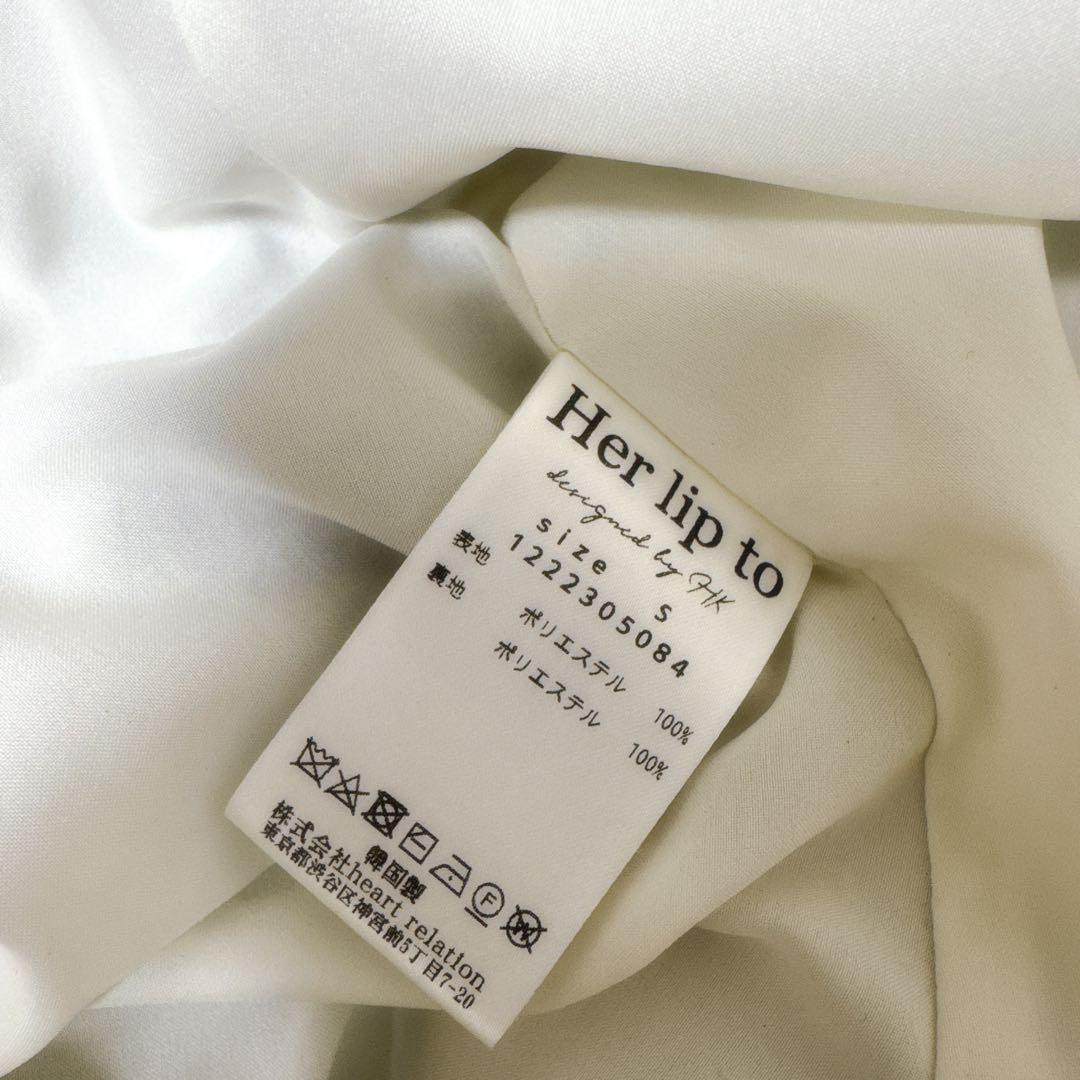 Her lip to
designed by HK
size S
1222305084
表地 ポリエステル 100%
裏地 ポリエステル 100%
F
韓国製
株式会社heart relation
東京都渋谷区神宮前5丁目7-20